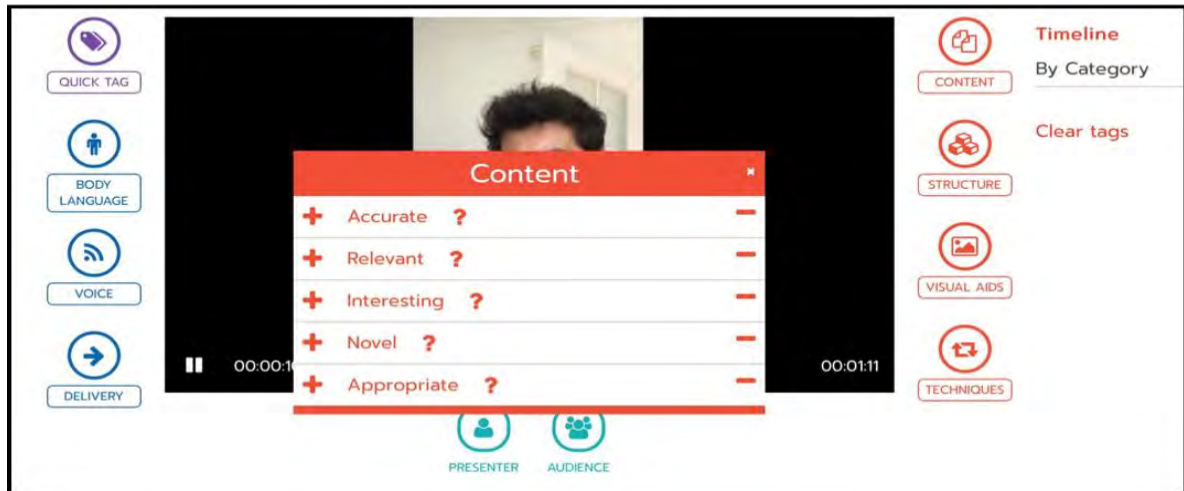 QUICK TAG
BODY
LANGUAGE
VOICE
DELIVERY
Content
Accurate ?
Relevant ?
Interesting ?
Novel ?
Appropriate ?
00:01:11
PRESENTER
AUDIENCE
CONTENT
STRUCTURE
VISUAL AIDS
TECHNIQUES
Timeline
By Category
Clear tags